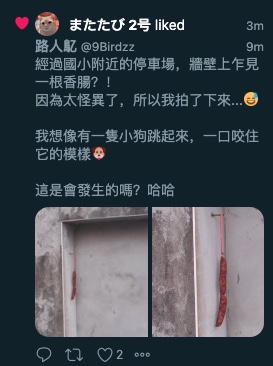 またたび 2号 liked 3m
路人髟 @9Birdzz 9m
經過國小附近的停車場，牆壁上乍見
一根香腸？！
因為太怪異了，所以我拍了下來...😅
我想像有一隻小狗跳起來，一口咬住
它的模樣🐶
這是會發生的嗎？哈哈
2